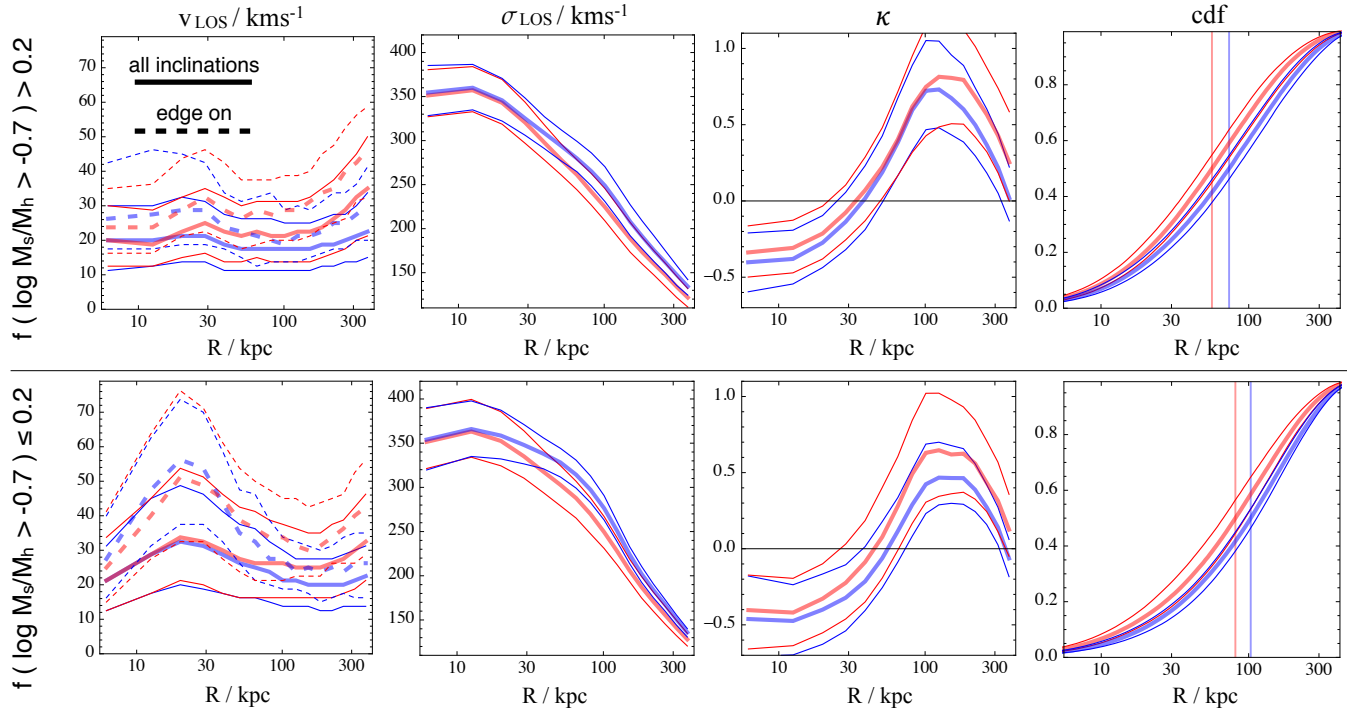 v LOS / kms-1
σLOS / kms-1
κ
cdf
f ( log Ms/Mh > -0.7 ) > 0.2
all inclinations
edge on
70
60
50
40
30
20
10
0
10 30 100 300
R / kpc
400
350
300
250
200
150
10 30 100 300
R / kpc
1.0
0.5
0.0
-0.5
10 30 100 300
R / kpc
0.8
0.6
0.4
0.2
0.0
10 30 100 300
R / kpc
f ( log Ms/Mh > -0.7 ) ≤ 0.2
70
60
50
40
30
20
10
0
10 30 100 300
R / kpc
400
350
300
250
200
150
10 30 100 300
R / kpc
1.0
0.5
0.0
-0.5
10 30 100 300
R / kpc
0.8
0.6
0.4
0.2
0.0
10 30 100 300
R / kpc